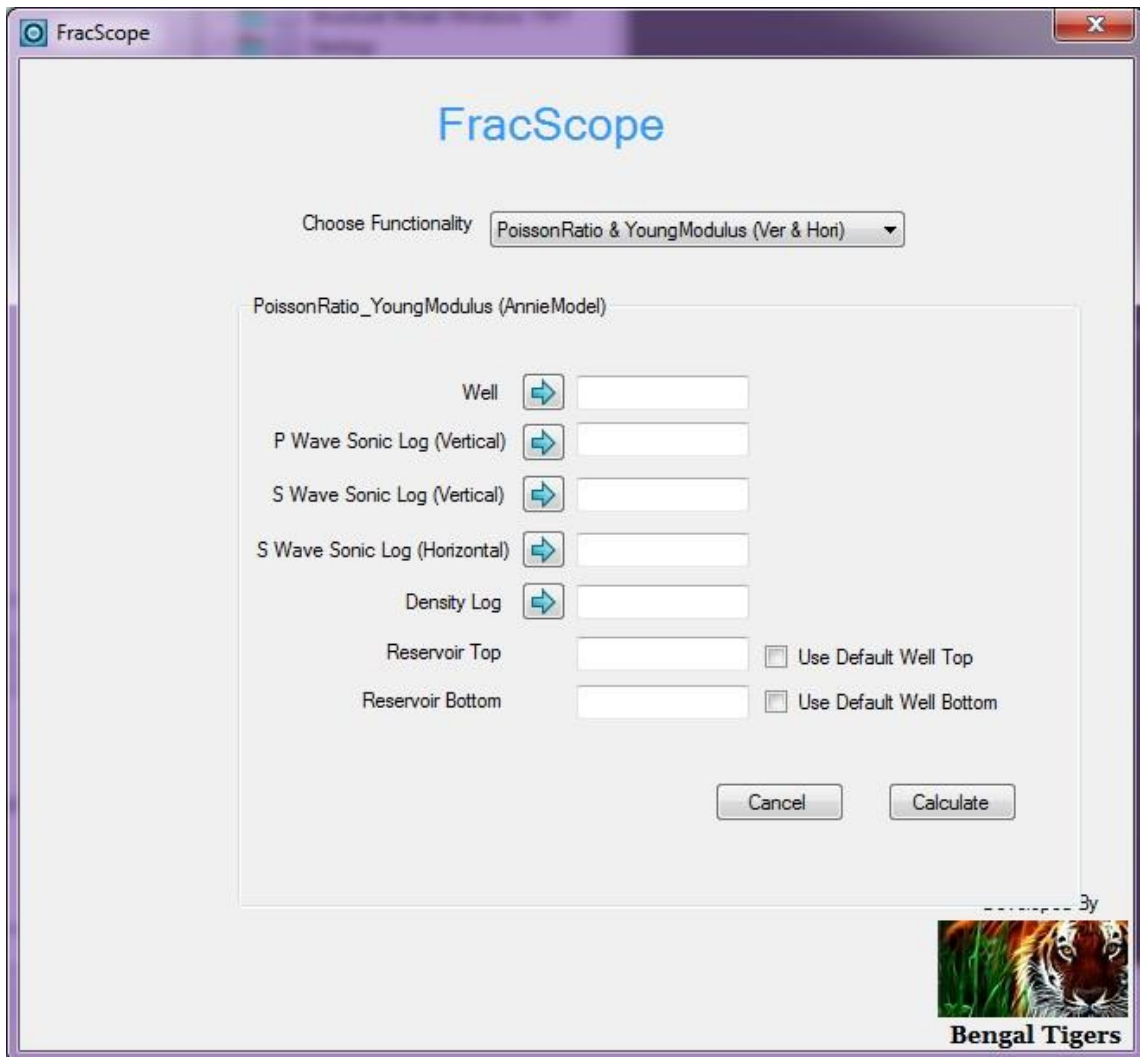 FracScope
FracScope
Choose Functionality PoissonRatio & YoungModulus (Ver & Hori)
PoissonRatio_YoungModulus (AnnieModel)
Well
P Wave Sonic Log (Vertical)
S Wave Sonic Log (Vertical)
S Wave Sonic Log (Horizontal)
Density Log
Reservoir Top Use Default Well Top
Reservoir Bottom Use Default Well Bottom
Cancel Calculate
By
Bengal Tigers